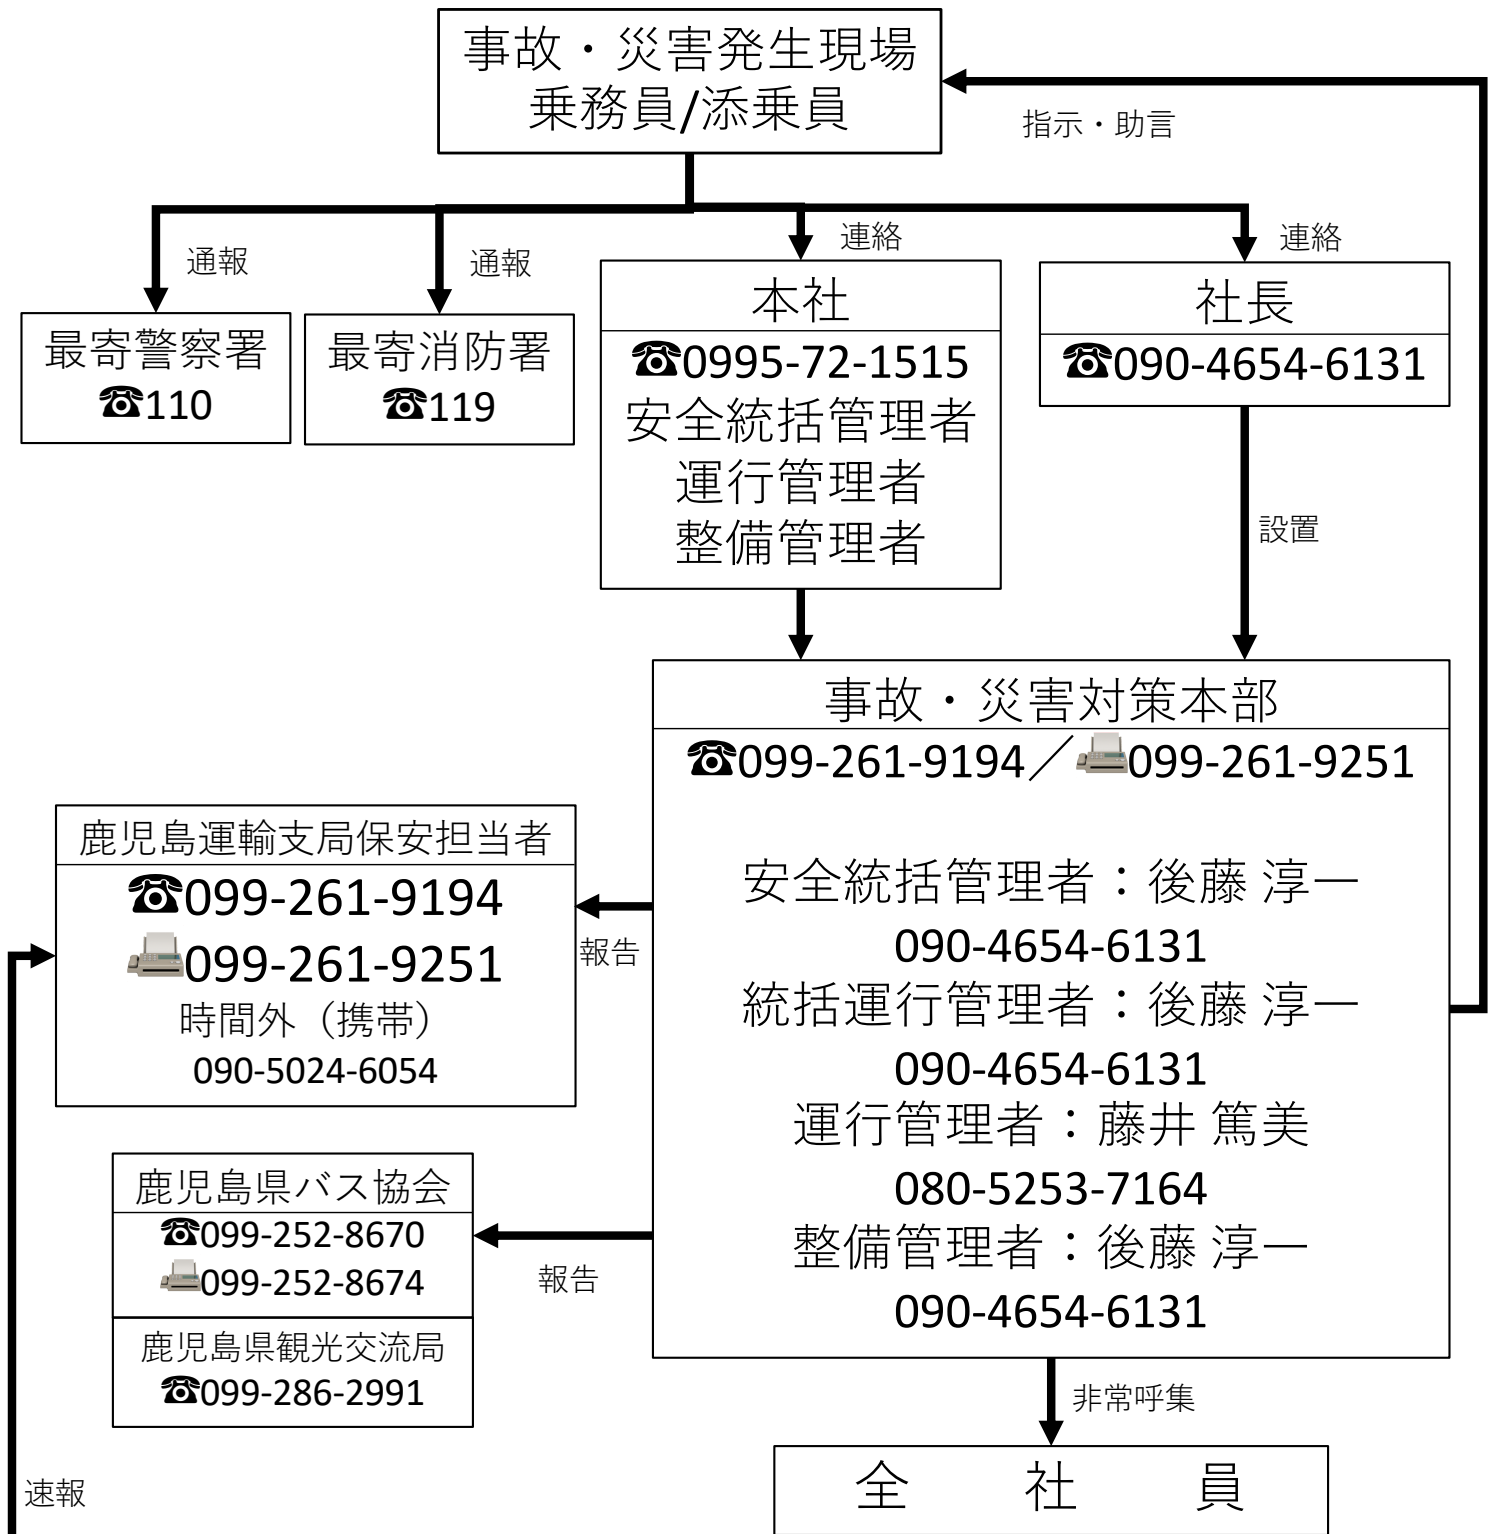 事故・災害発生現場
乗務員/添乗員
指示・助言
通報
通報
連絡
連絡
最寄警察署
☎110
最寄消防署
☎119
本社
☎0995-72-1515
安全統括管理者
運行管理者
整備管理者
社長
☎090-4654-6131
設置
事故・災害対策本部
☎099-261-9194／📠099-261-9251
安全統括管理者：後藤 淳一
090-4654-6131
統括運行管理者：後藤 淳一
090-4654-6131
運行管理者：藤井 篤美
080-5253-7164
整備管理者：後藤 淳一
090-4654-6131
鹿児島運輸支局保安担当者
☎099-261-9194
📠099-261-9251
時間外（携帯）
090-5024-6054
報告
鹿児島県バス協会
☎099-252-8670
📠099-252-8674
鹿児島県観光交流局
☎099-286-2991
報告
非常呼集
全 社 員
速報